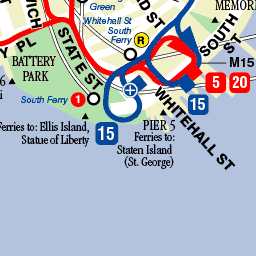 Green
Whitehall St
South
Ferry
R
MEMOR
PL
STATE ST
D ST
SOUTH
ST
M15
BATTERY
PARK
5
20
6
South Ferry
1
15
WHITEHALL ST
Ferries to: Ellis Island,
Statue of Liberty
15
PIER 5
Ferries to:
Staten Island
(St. George)